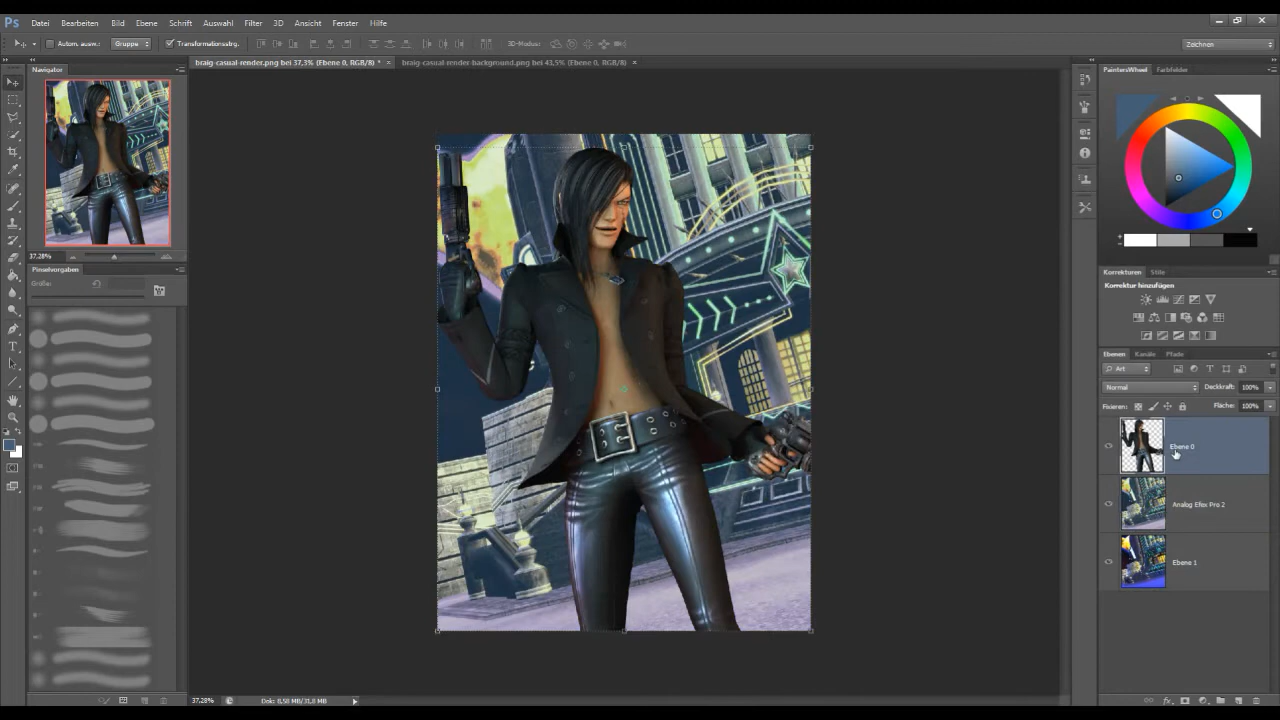 Ps Datei Bearbeiten Bild Ebene Schrift Auswahl Filter 3D Ansicht Fenster Hilfe
Autom. ausw.: Gruppe Transformationsstrg. 3D-Modus: Zeichnen
Navigator
braig-casual-render.png bei 37,3% (Ebene 0, RGB/8) *
braig-casual-render-background.png bei 43,5% (Ebene 0, RGB/8)
PaintersWheel Farbfelder
37,28%
Pinselvorgaben
Größe:
Korrekturen Stile
Korrektur hinzufügen
Ebenen Kanäle Pfade
Art
Normal Deckkraft: 100%
Fixieren: Fläche: 100%
Ebene 0
Analog Efex Pro 2
Ebene 1
37,28% Dok: 8,58 MB/31,8 MB
fx